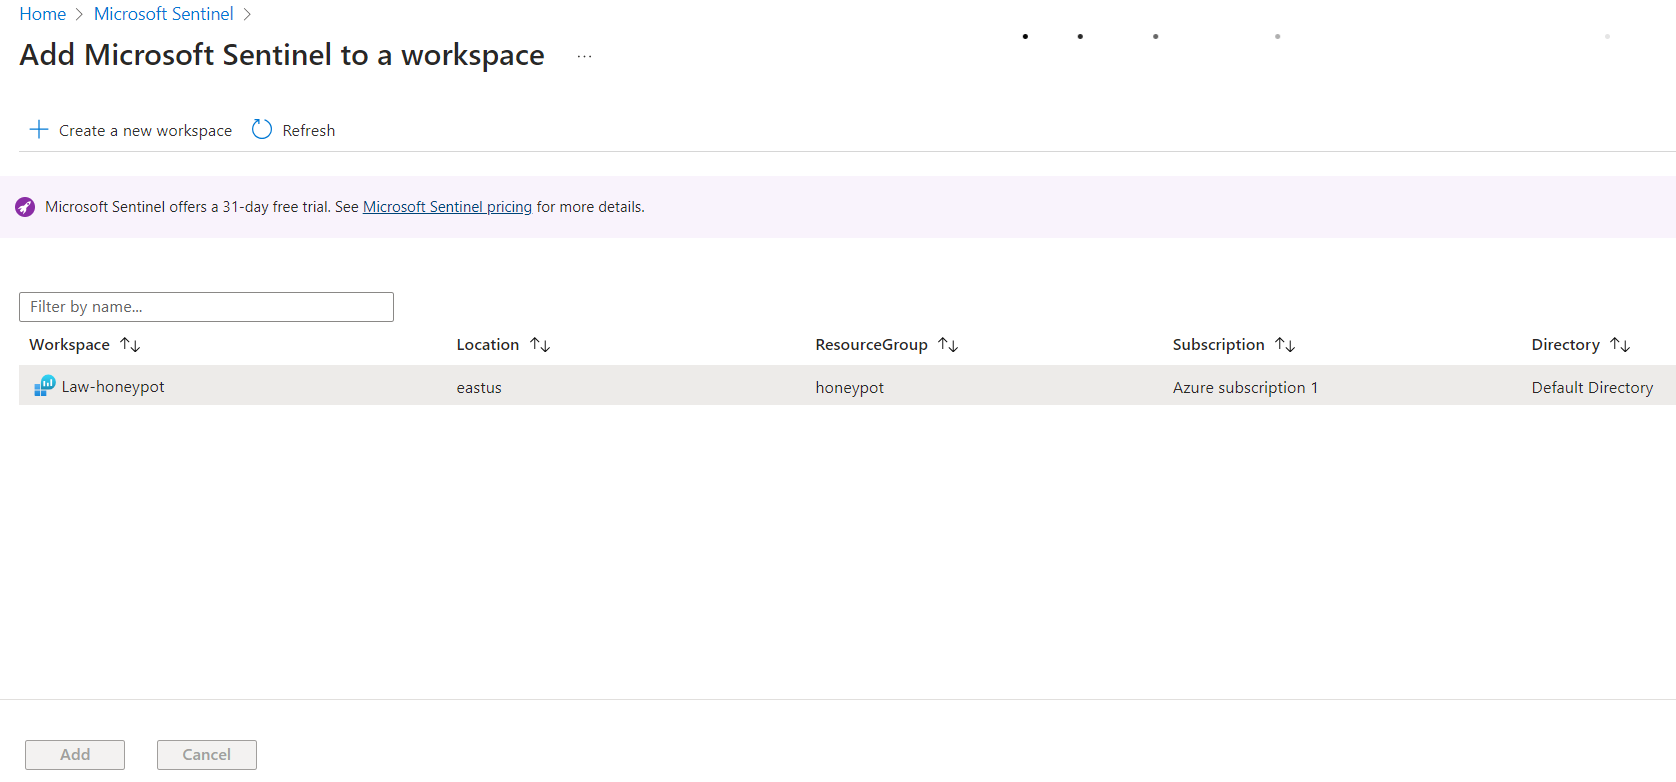 Home > Microsoft Sentinel >
Add Microsoft Sentinel to a workspace ...
Create a new workspace Refresh
Microsoft Sentinel offers a 31-day free trial. See Microsoft Sentinel pricing for more details.
Filter by name...
Workspace Location ResourceGroup Subscription Directory
Law-honeypot eastus honeypot Azure subscription 1 Default Directory
Add Cancel